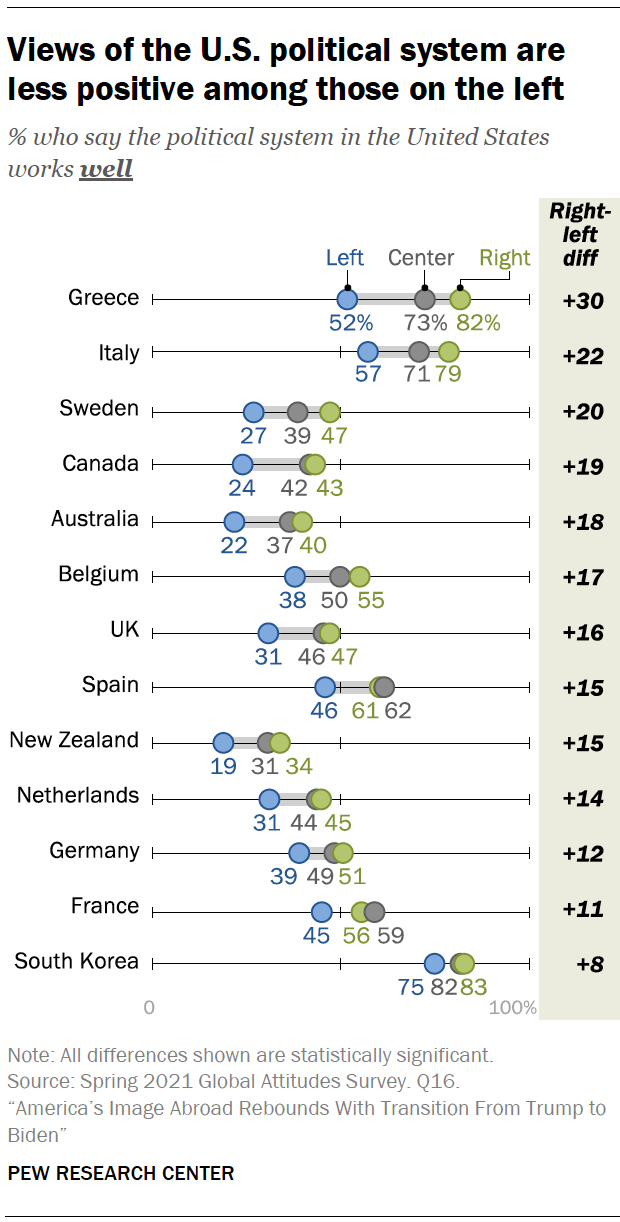 Views of the U.S. political system are
less positive among those on the left
% who say the political system in the United States
works well
Right-
left
diff
Left Center Right
Greece +30
52% 73% 82%
Italy +22
57 71 79
Sweden +20
27 39 47
Canada +19
24 42 43
Australia +18
22 37 40
Belgium +17
38 50 55
UK +16
31 46 47
Spain +15
46 61 62
New Zealand +15
19 31 34
Netherlands +14
31 44 45
Germany +12
39 49 51
France +11
45 56 59
South Korea +8
75 82 83
0 100%
Note: All differences shown are statistically significant.
Source: Spring 2021 Global Attitudes Survey. Q16.
“America’s Image Abroad Rebounds With Transition From Trump to
Biden”
PEW RESEARCH CENTER